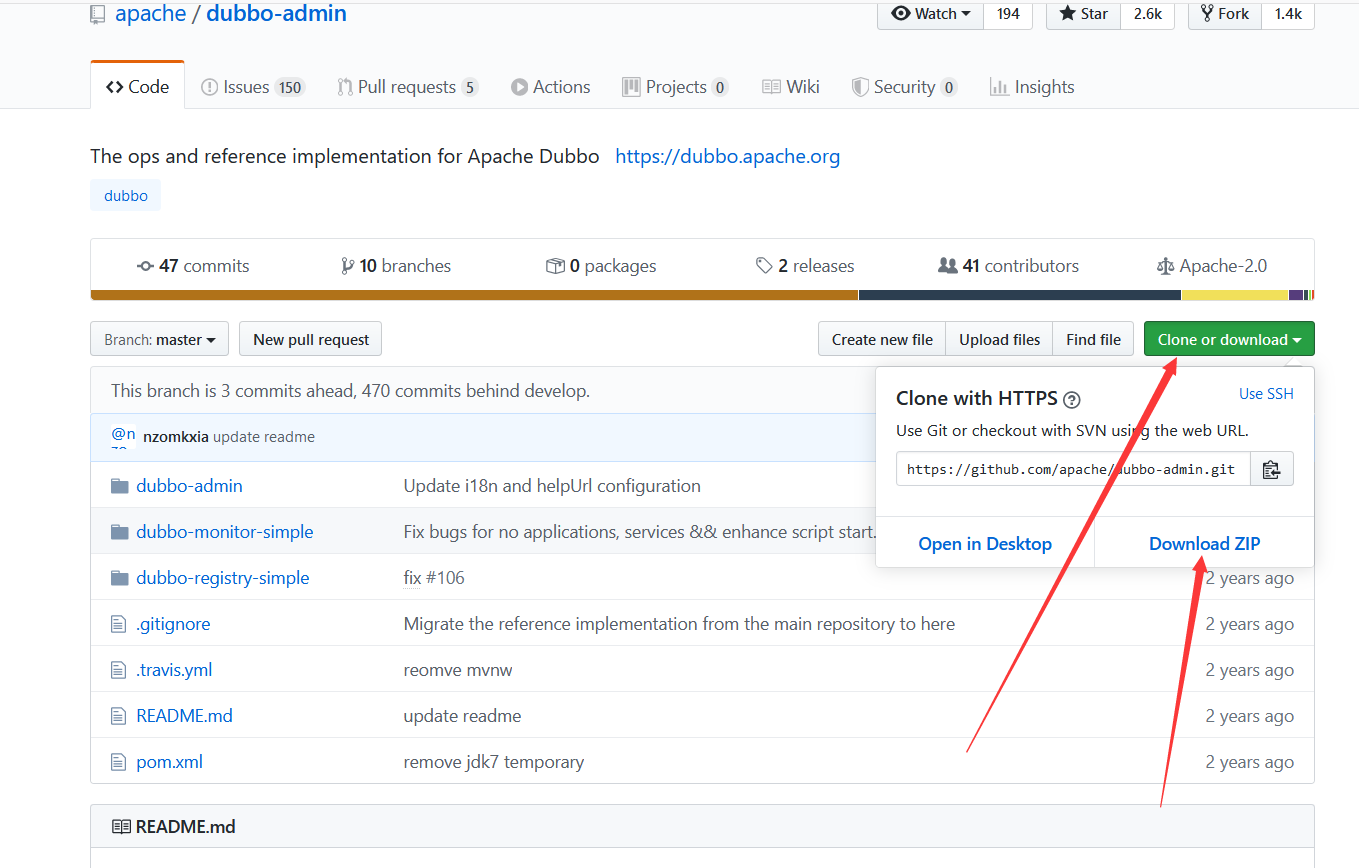 apache / dubbo-admin
Watch 194 Star 2.6k Fork 1.4k
Code Issues 150 Pull requests 5 Actions Projects 0 Wiki Security 0 Insights
The ops and reference implementation for Apache Dubbo https://dubbo.apache.org
dubbo
47 commits 10 branches 0 packages 2 releases 41 contributors Apache-2.0
Branch: master New pull request Create new file Upload files Find file Clone or download
This branch is 3 commits ahead, 470 commits behind develop.
@n nzomkxia update readme
Clone with HTTPS Use SSH
Use Git or checkout with SVN using the web URL.
https://github.com/apache/dubbo-admin.git
Open in Desktop Download ZIP
dubbo-admin Update i18n and helpUrl configuration
dubbo-monitor-simple Fix bugs for no applications, services && enhance script start.
dubbo-registry-simple fix #106 2 years ago
.gitignore Migrate the reference implementation from the main repository to here 2 years ago
.travis.yml reomve mvnw 2 years ago
README.md update readme 2 years ago
pom.xml remove jdk7 temporary 2 years ago
README.md